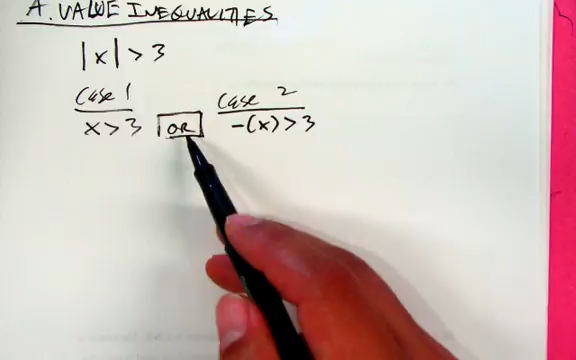 A. VALUE INEQUALITIES
|x| > 3
Case 1 Case 2
x > 3 OR -(x) > 3